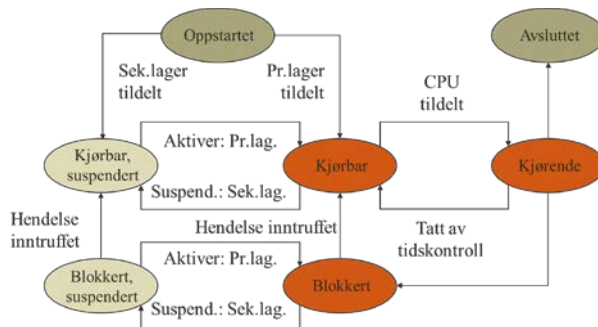 Oppstartet
Avsluttet
Sek.lager
tildelt
Pr.lager
tildelt
CPU
tildelt
Kjørbar,
suspendert
Aktiver: Pr.lag.
Suspend.: Sek.lag.
Kjørbar
Kjørende
Hendelse
inntruffet
Hendelse inntruffet
Tatt av
tidskontroll
Blokkert,
suspendert
Aktiver: Pr.lag.
Suspend.: Sek.lag.
Blokkert